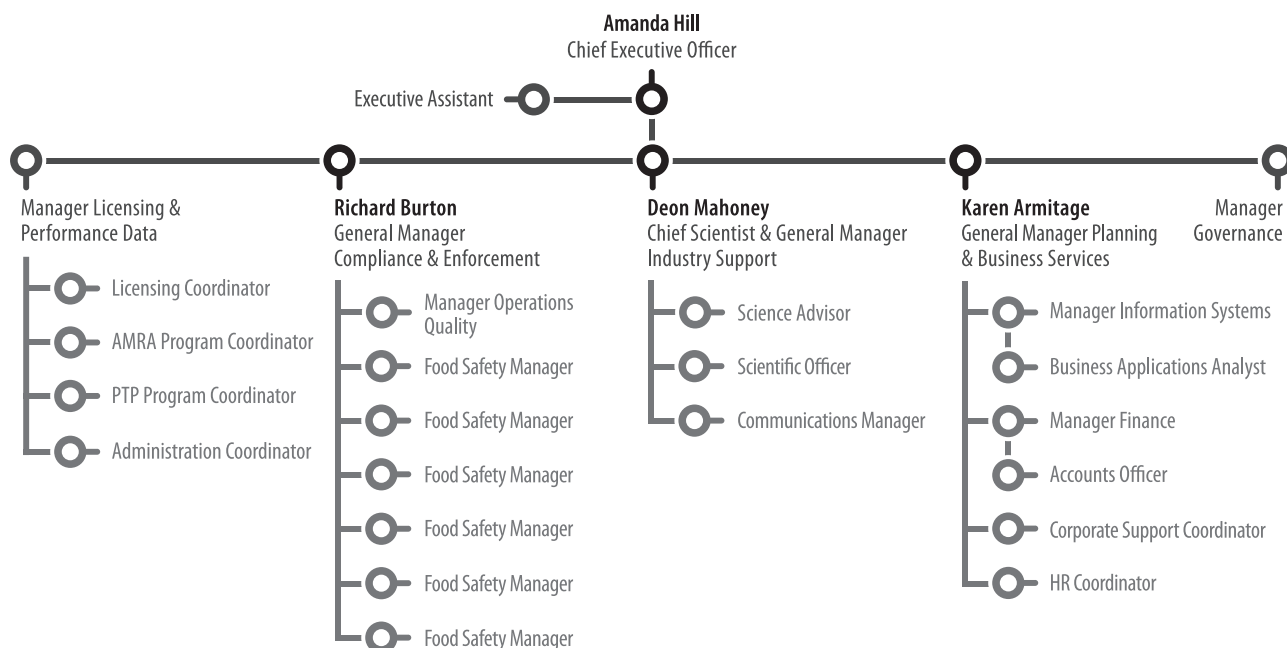 Amanda Hill
Chief Executive Officer
Executive Assistant
Manager Licensing &
Performance Data
Licensing Coordinator
AMRA Program Coordinator
PTP Program Coordinator
Administration Coordinator
Richard Burton
General Manager
Compliance & Enforcement
Manager Operations
Quality
Food Safety Manager
Food Safety Manager
Food Safety Manager
Food Safety Manager
Food Safety Manager
Food Safety Manager
Deon Mahoney
Chief Scientist & General Manager
Industry Support
Science Advisor
Scientific Officer
Communications Manager
Karen Armitage
General Manager Planning
& Business Services
Manager Information Systems
Business Applications Analyst
Manager Finance
Accounts Officer
Corporate Support Coordinator
HR Coordinator
Manager
Governance